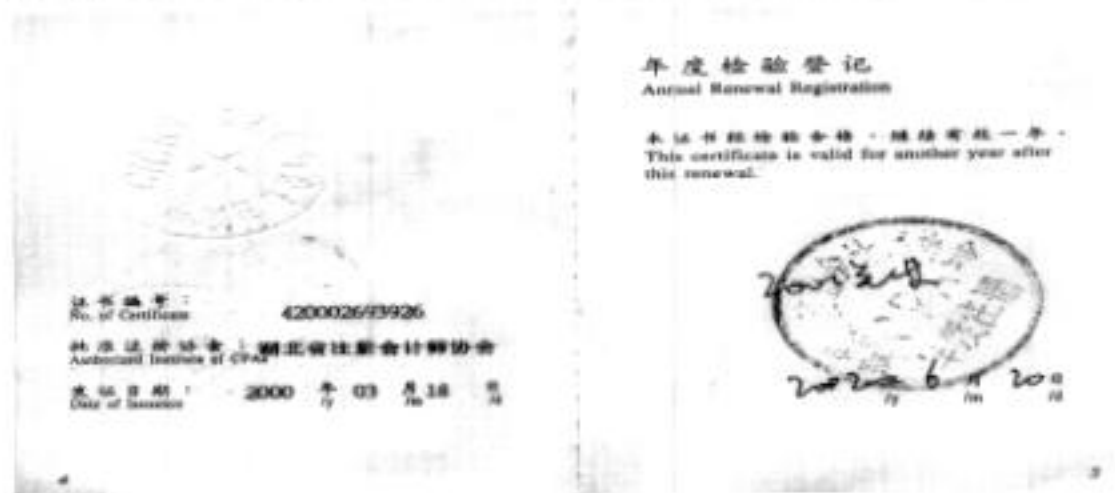 证书编号：
No. of Certificate
420002693926
批准注册协会：
Authorized Institute of CPAs
湖北省注册会计师协会
发证日期：
Date of Issuance
2000 年 03 月 18 日
/y /m /d
4
年度检验登记
Annual Renewal Registration
本证书经检验合格，继续有效一年。
This certificate is valid for another year after
this renewal.
6 月 20 日
/y /m /d
5